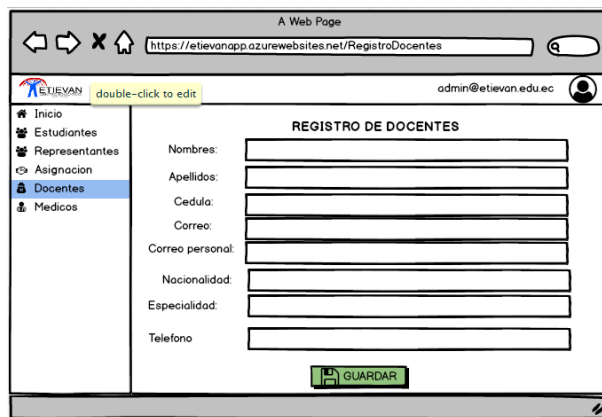 A Web Page
https://etievanapp.azurewebsites.net/RegistroDocentes
ETIEVAN
double-click to edit
admin@etievan.edu.ec
Inicio
Estudiantes
Representantes
Asignacion
Docentes
Medicos
REGISTRO DE DOCENTES
Nombres:
Apellidos:
Cedula:
Correo:
Correo personal:
Nacionalidad:
Especialidad:
Telefono
GUARDAR